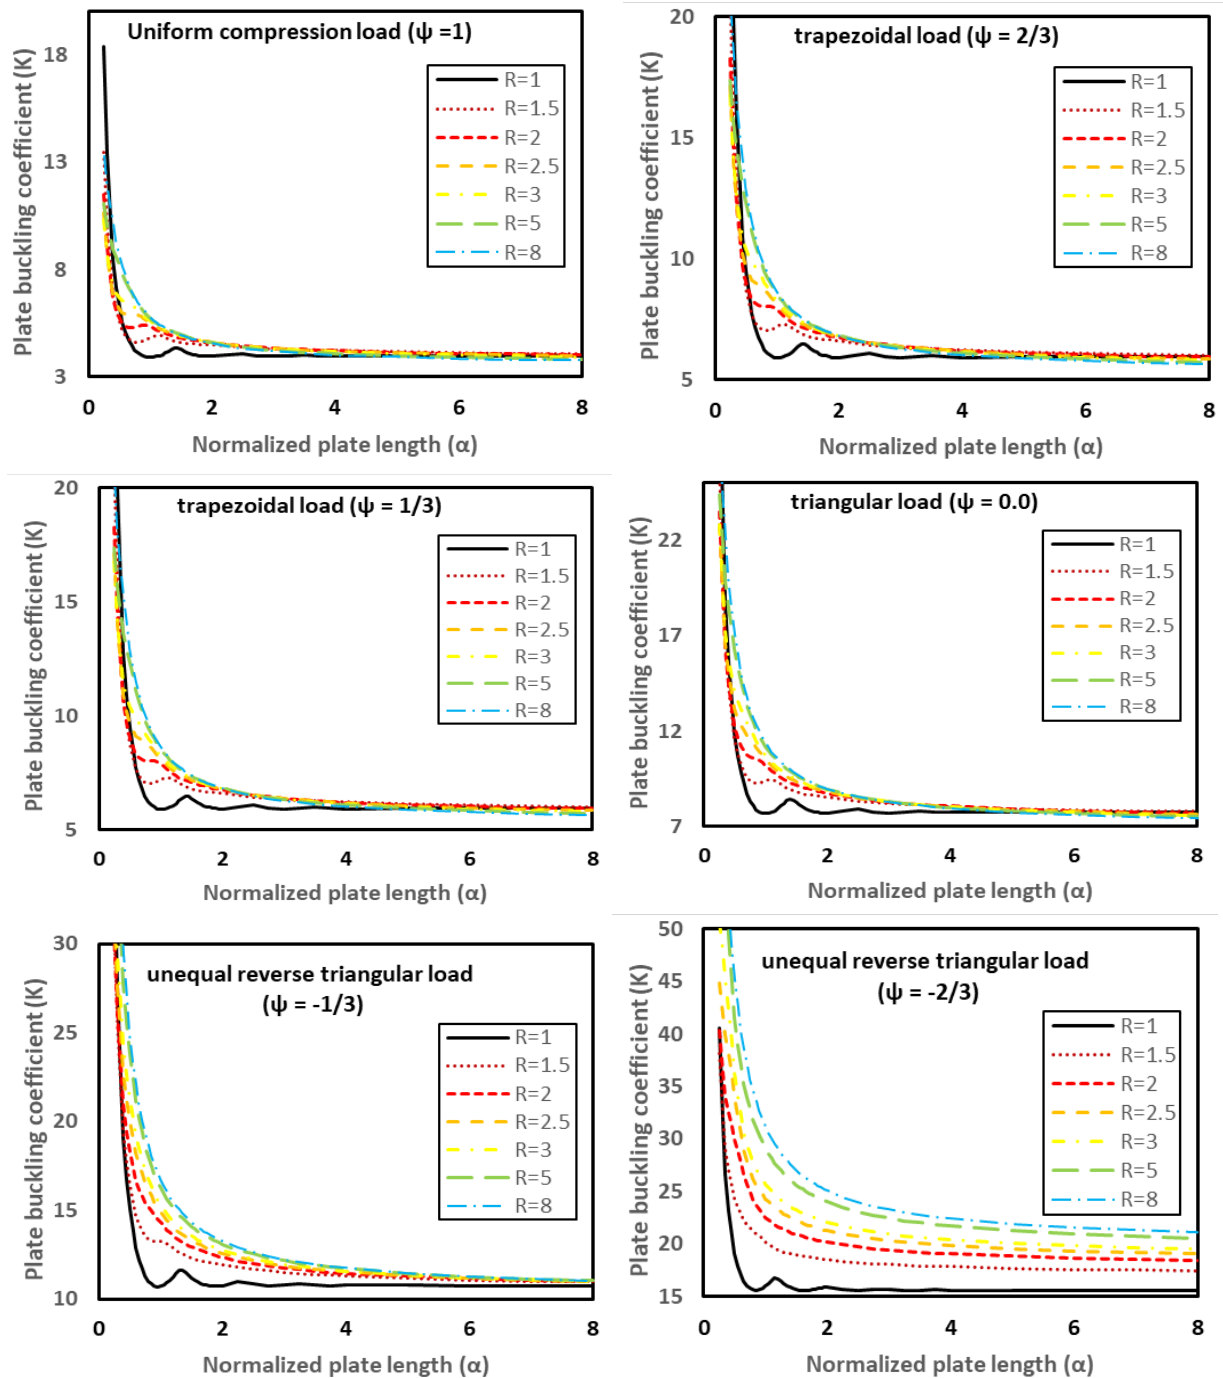 Uniform compression load (ψ =1)
Plate buckling coefficient (K)
18
13
8
3
R=1
R=1.5
R=2
R=2.5
R=3
R=5
R=8
0 2 4 6 8
Normalized plate length (α)
trapezoidal load (ψ = 2/3)
Plate buckling coefficient (K)
20
15
10
5
R=1
R=1.5
R=2
R=2.5
R=3
R=5
R=8
0 2 4 6 8
Normalized plate length (α)
trapezoidal load (ψ = 1/3)
Plate buckling coefficient (K)
20
15
10
5
R=1
R=1.5
R=2
R=2.5
R=3
R=5
R=8
0 2 4 6 8
Normalized plate length (α)
triangular load (ψ = 0.0)
Plate buckling coefficient (K)
22
17
12
7
R=1
R=1.5
R=2
R=2.5
R=3
R=5
R=8
0 2 4 6 8
Normalized plate length (α)
unequal reverse triangular load
(ψ = -1/3)
Plate buckling coefficient (K)
30
25
20
15
10
R=1
R=1.5
R=2
R=2.5
R=3
R=5
R=8
0 2 4 6 8
Normalized plate length (α)
unequal reverse triangular load
(ψ = -2/3)
Plate buckling coefficient (K)
50
45
40
35
30
25
20
15
R=1
R=1.5
R=2
R=2.5
R=3
R=5
R=8
0 2 4 6 8
Normalized plate length (α)